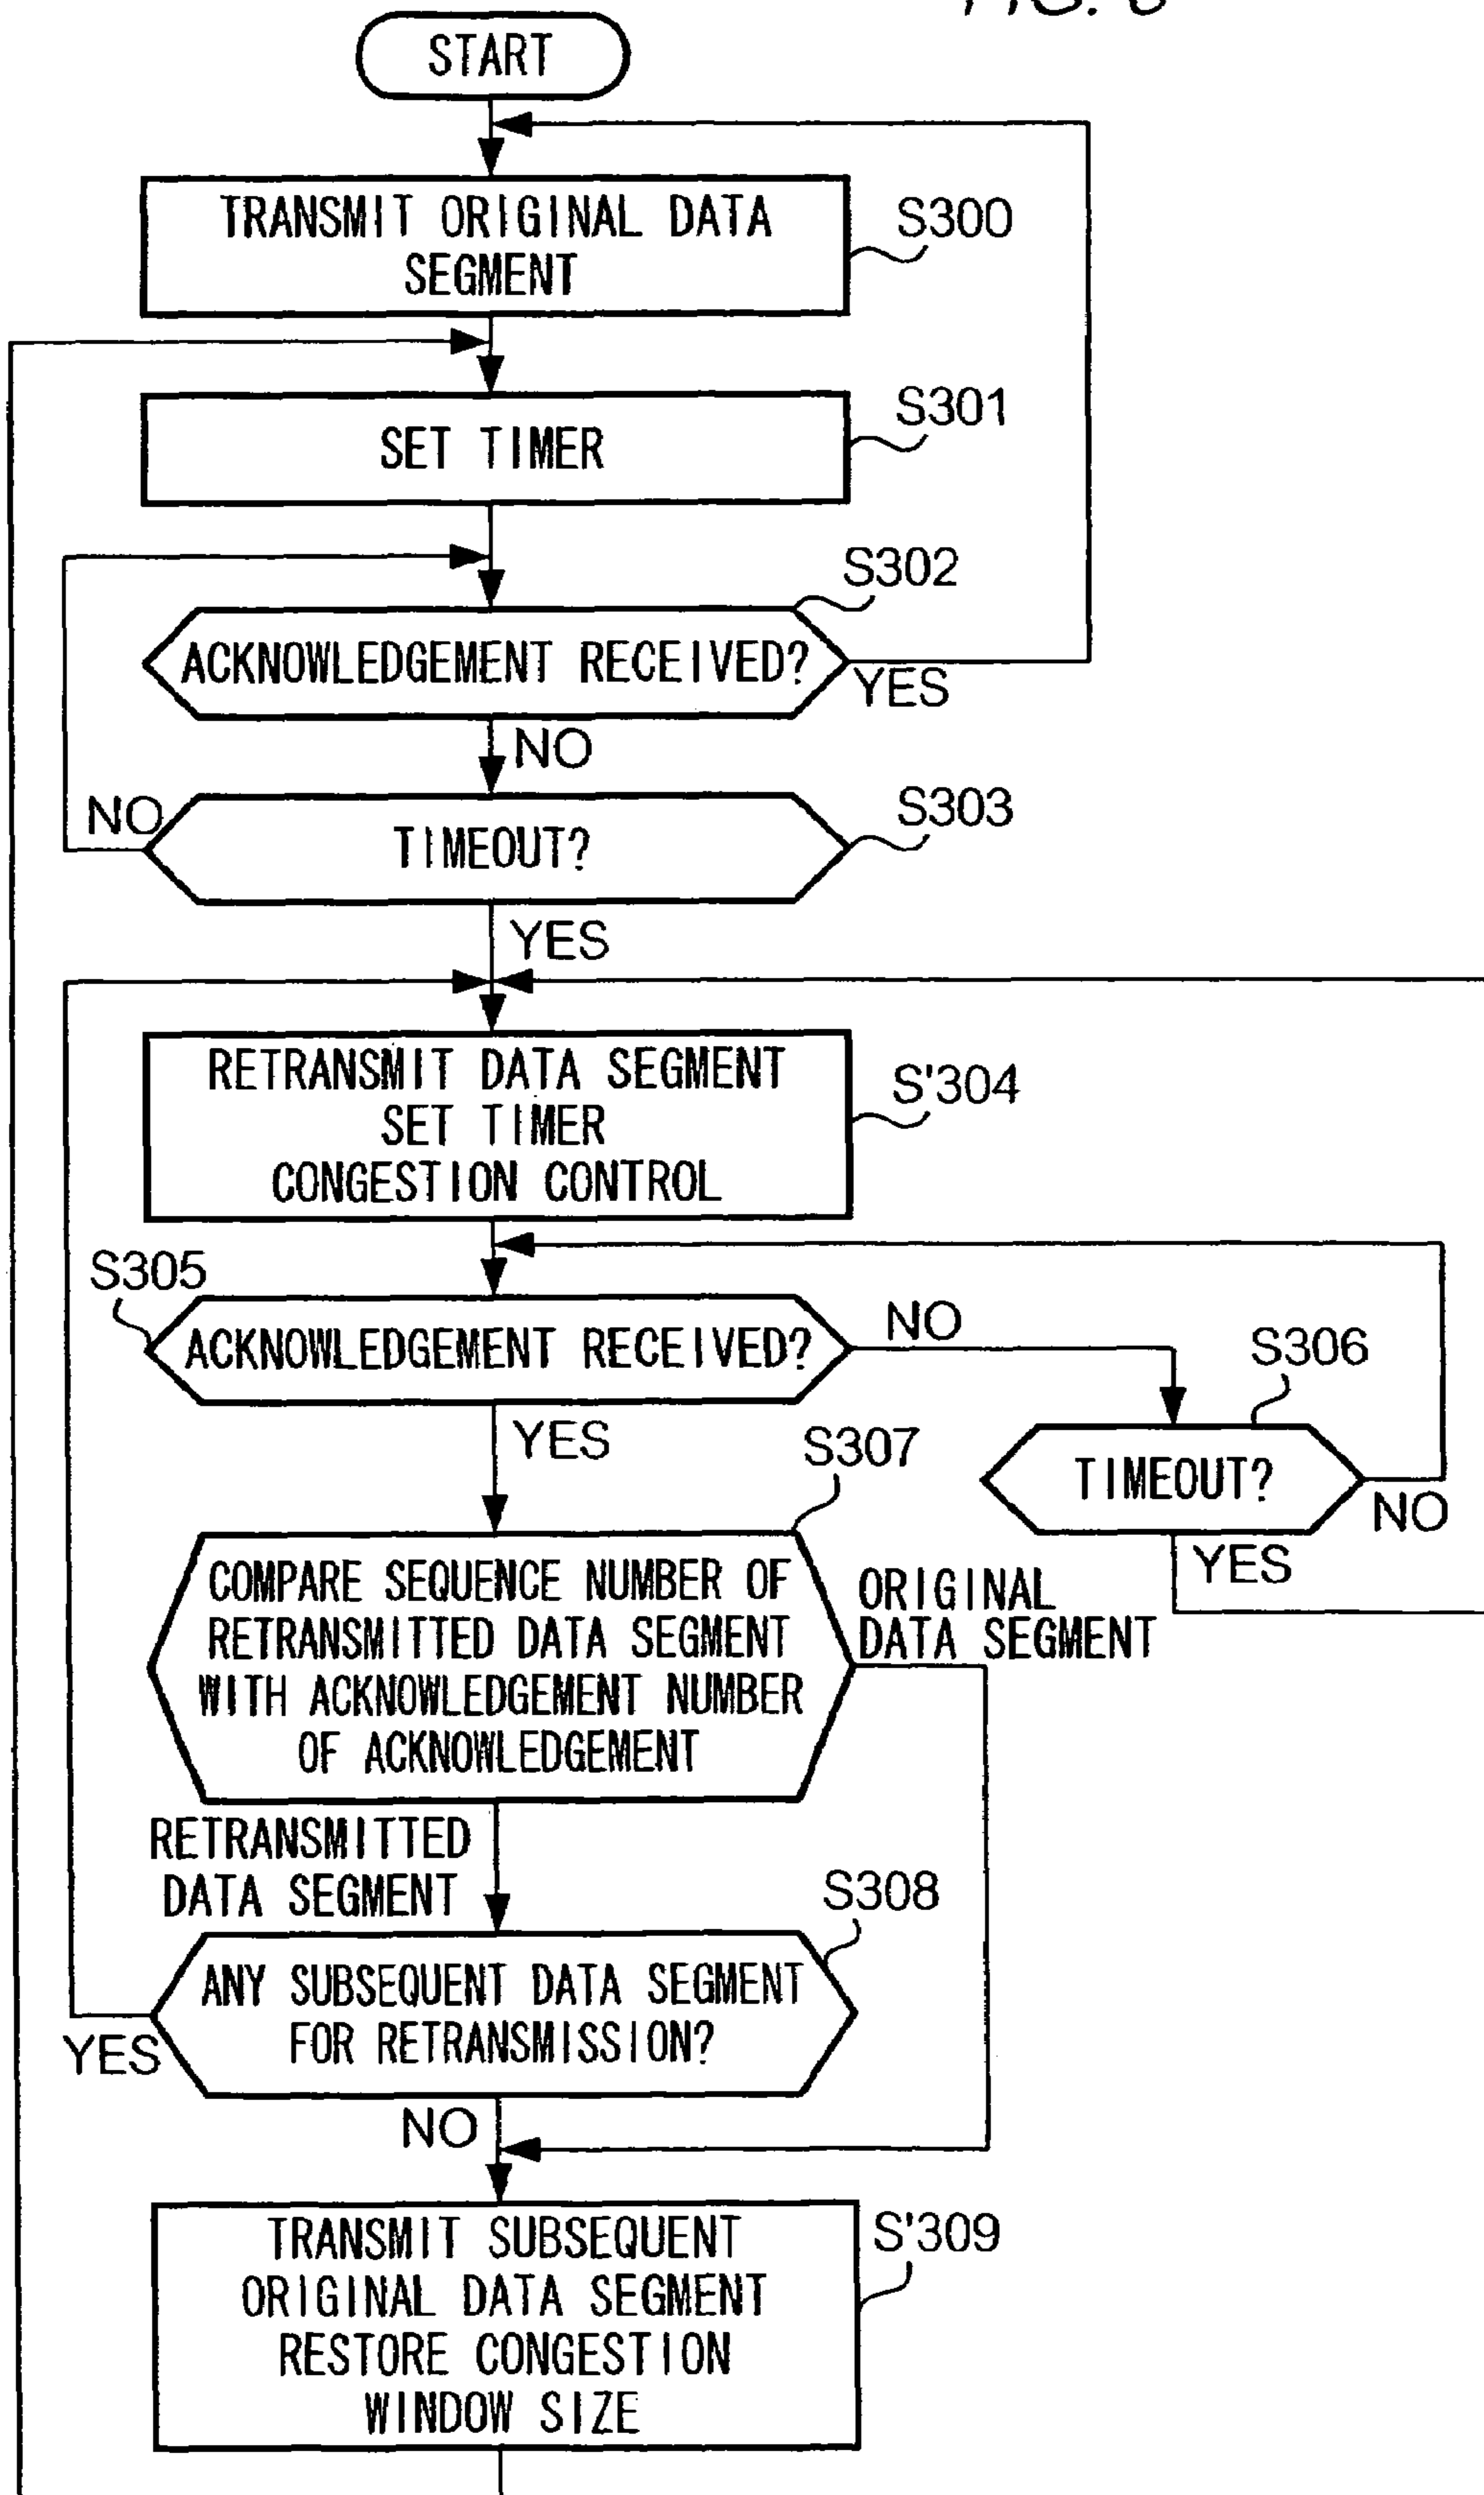 START
TRANSMIT ORIGINAL DATA
SEGMENT
S300
SET TIMER
S301
S302
ACKNOWLEDGEMENT RECEIVED?
YES
NO
NO
TIMEOUT?
S303
YES
RETRANSMIT DATA SEGMENT
SET TIMER
CONGESTION CONTROL
S'304
S305
ACKNOWLEDGEMENT RECEIVED?
NO
S306
YES
S307
TIMEOUT?
NO
YES
COMPARE SEQUENCE NUMBER OF
RETRANSMITTED DATA SEGMENT
WITH ACKNOWLEDGEMENT NUMBER
OF ACKNOWLEDGEMENT
ORIGINAL
DATA SEGMENT
RETRANSMITTED
DATA SEGMENT
S308
ANY SUBSEQUENT DATA SEGMENT
FOR RETRANSMISSION?
YES
NO
TRANSMIT SUBSEQUENT
ORIGINAL DATA SEGMENT
RESTORE CONGESTION
WINDOW SIZE
S'309